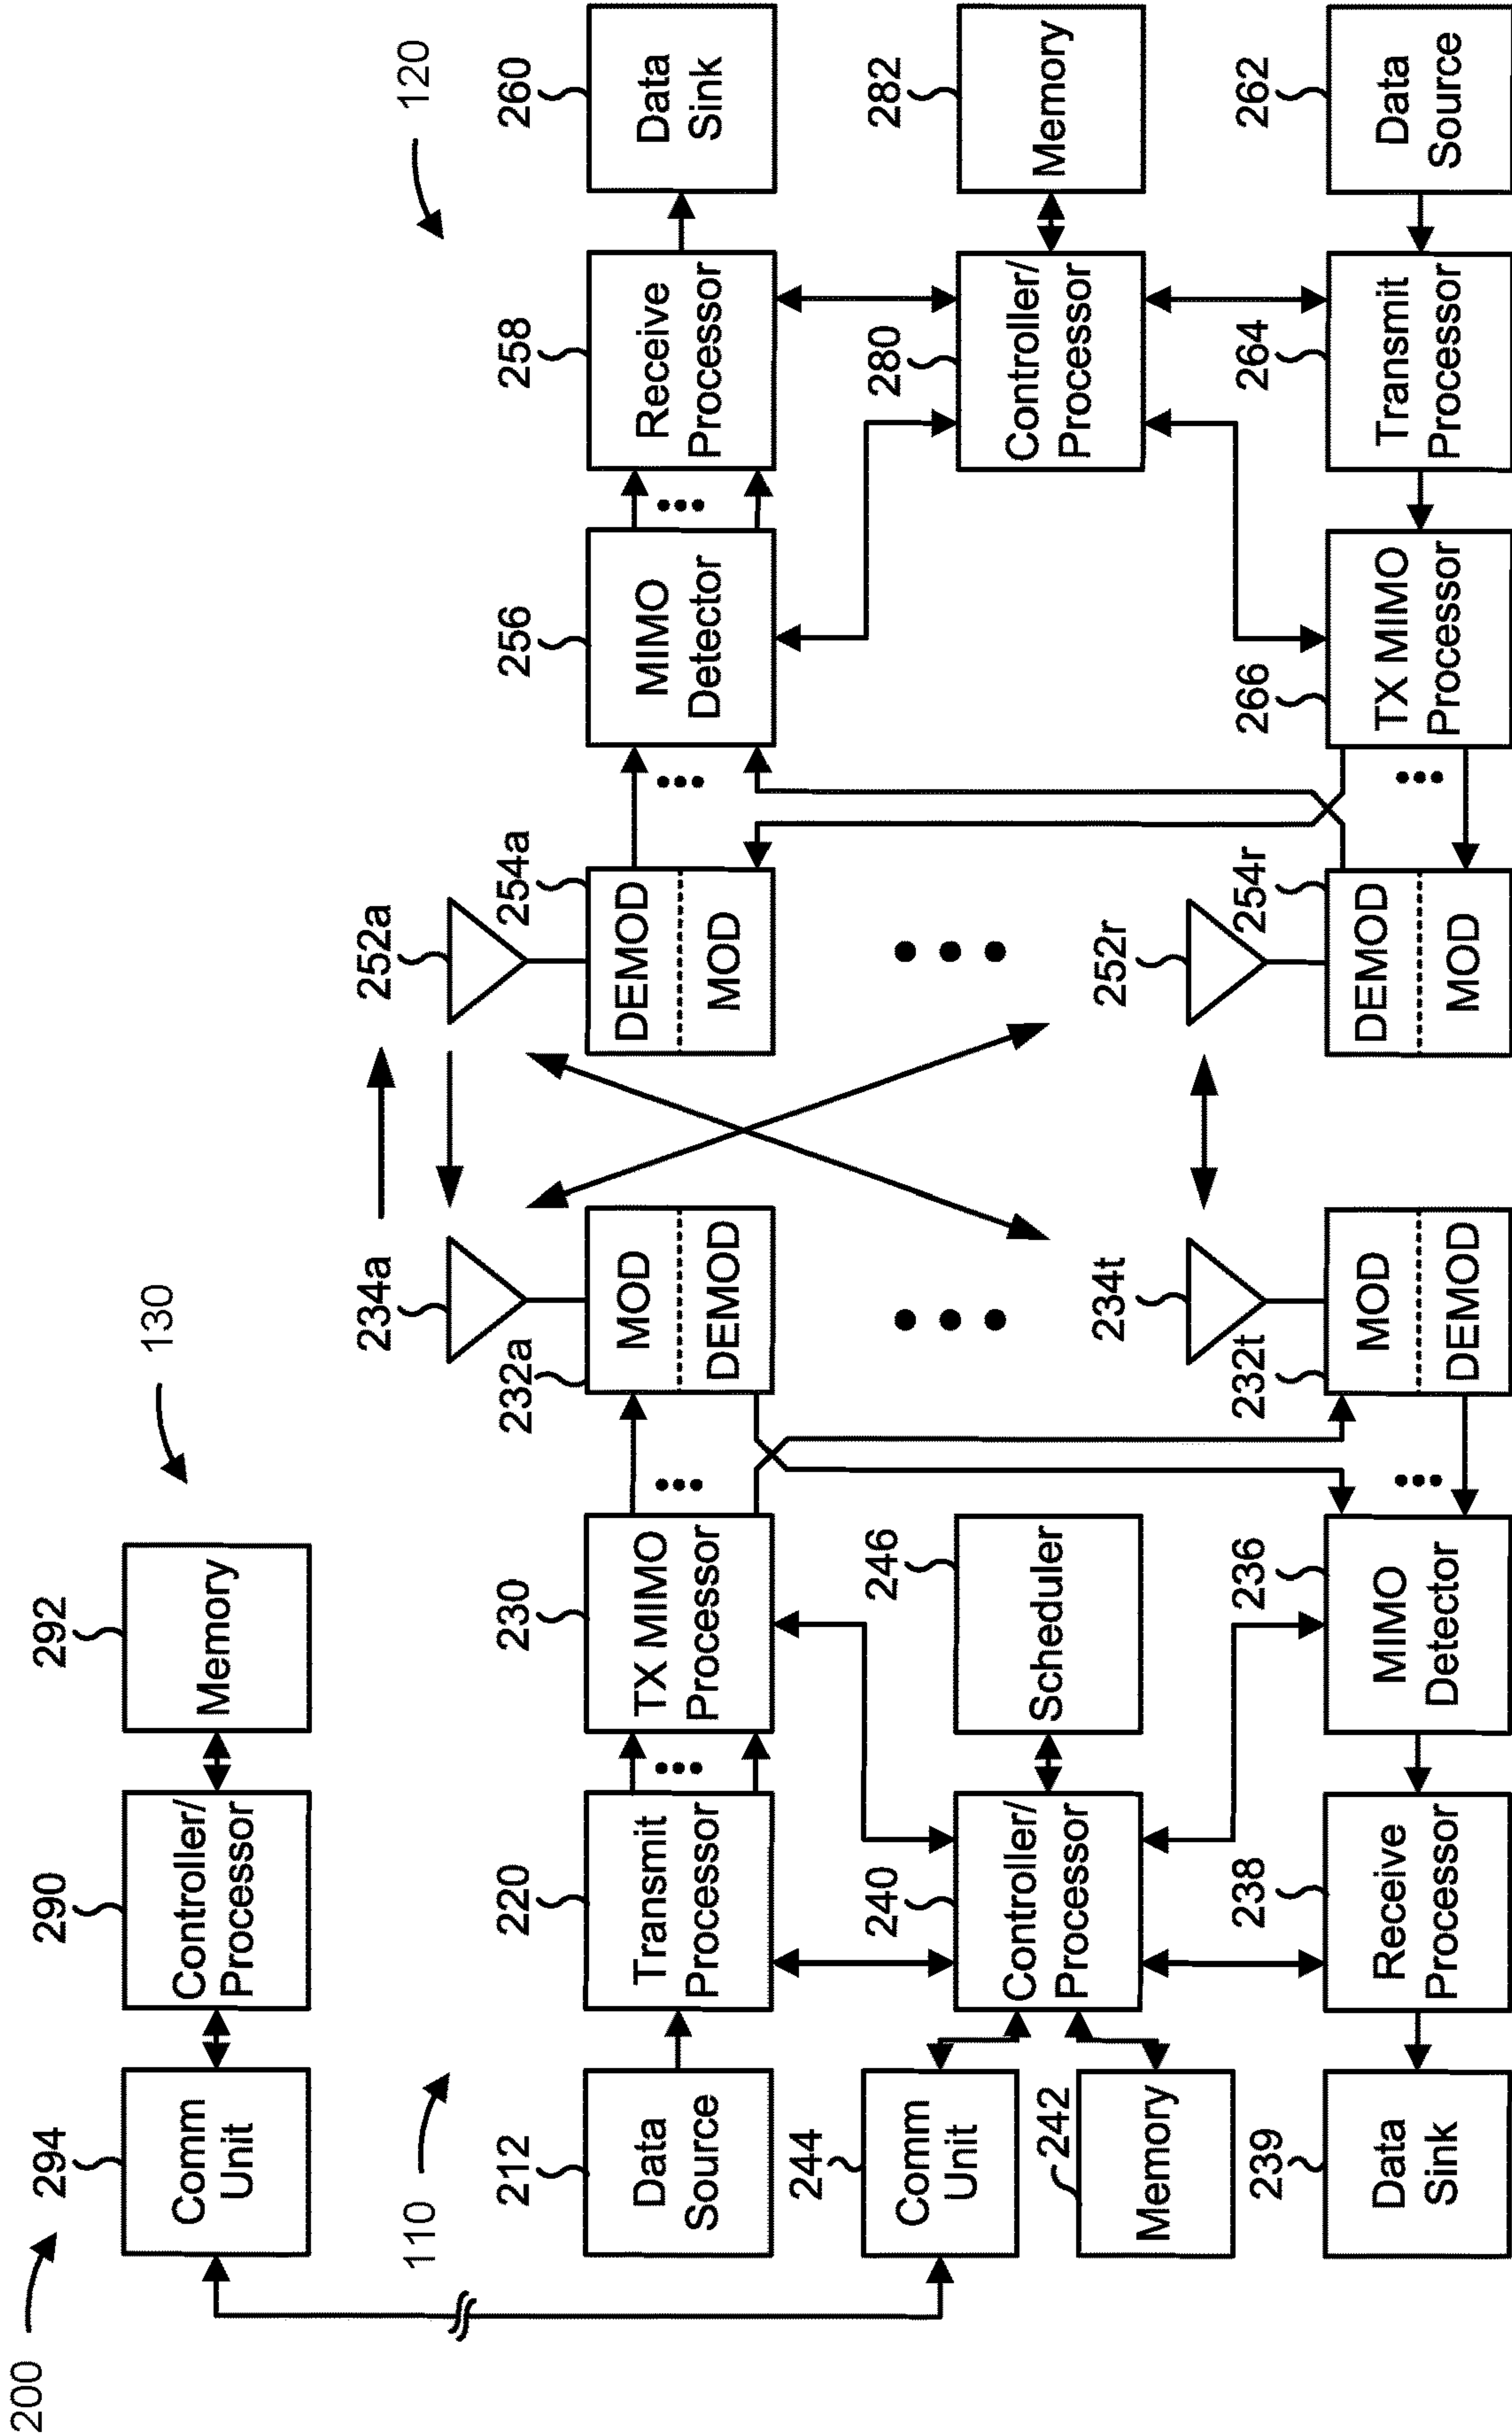 200
294
Comm
Unit
290
Controller/
Processor
292
Memory
130
110
120
212
Data
Source
220
Transmit
Processor
230
TX MIMO
Processor
232a
MOD
DEMOD
234a
252a
254a
DEMOD
MOD
256
MIMO
Detector
258
Receive
Processor
260
Data
Sink
244
Comm
Unit
242
Memory
240
Controller/
Processor
246
Scheduler
280
Controller/
Processor
282
Memory
239
Data
Sink
238
Receive
Processor
236
MIMO
Detector
232t
MOD
DEMOD
234t
252r
254r
DEMOD
MOD
266
TX MIMO
Processor
264
Transmit
Processor
262
Data
Source